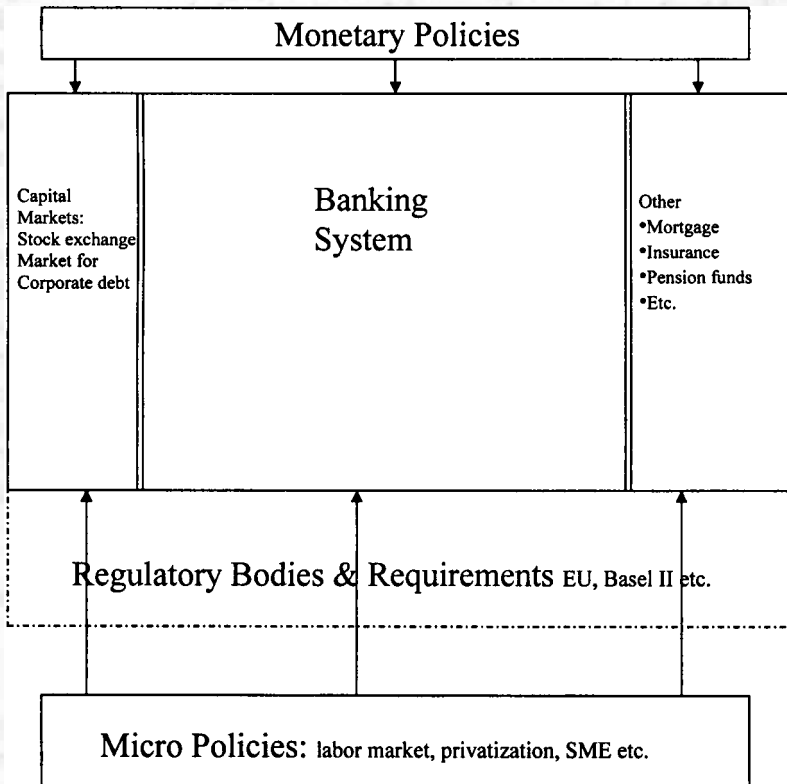 Monetary Policies
Capital
Markets:
Stock exchange
Market for
Corporate debt
Banking
System
Other
•Mortgage
•Insurance
•Pension funds
•Etc.
Regulatory Bodies & Requirements EU, Basel II etc.
Micro Policies: labor market, privatization, SME etc.